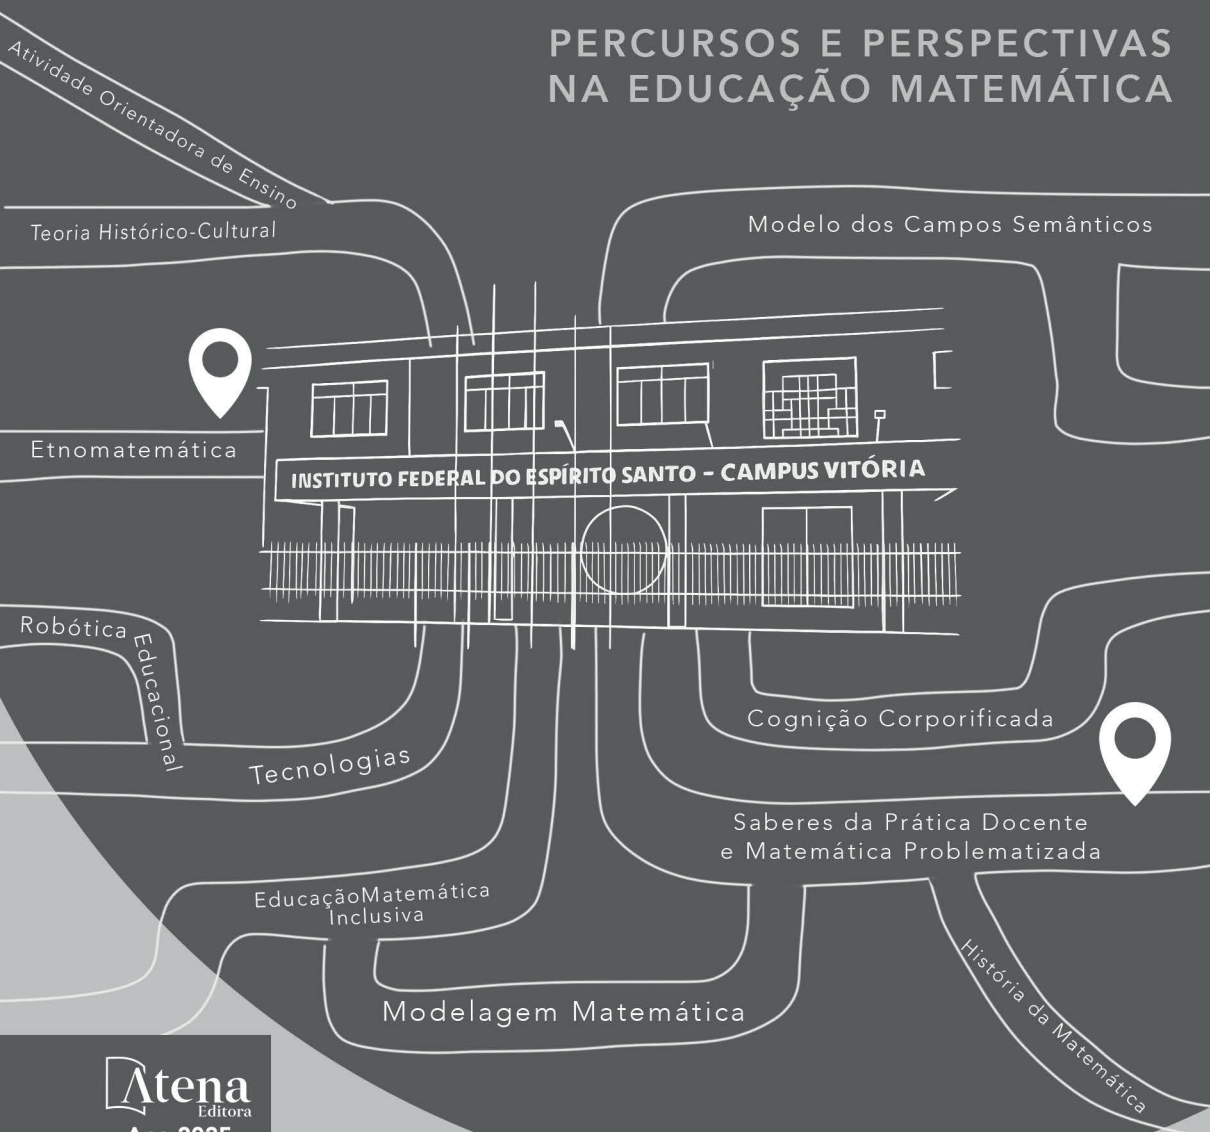 PERCURSOS E PERSPECTIVAS
NA EDUCAÇÃO MATEMÁTICA
Atividade Orientadora de Ensino
Teoria Histórico-Cultural
Modelo dos Campos Semânticos
Etnomatemática
INSTITUTO FEDERAL DO ESPÍRITO SANTO - CAMPUS VITÓRIA
Robótica
Educacional
Tecnologias
Cognição Corporificada
Saberes da Prática Docente
e Matemática Problematizada
EducaçãoMatemática
Inclusiva
Modelagem Matemática
História da Matemática
Atena
Editora
Ano 2025